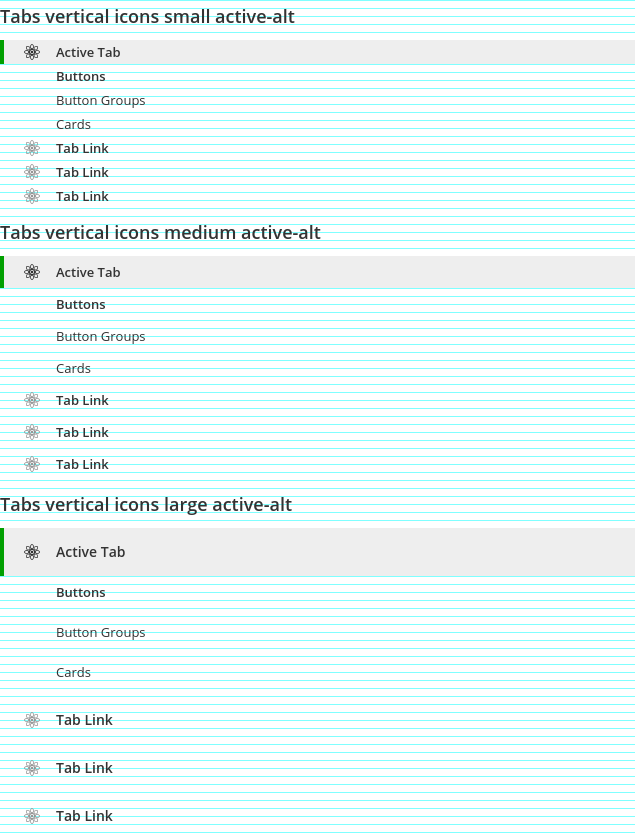 Tabs vertical icons small active-alt
Active Tab
Buttons
Button Groups
Cards
Tab Link
Tab Link
Tab Link
Tabs vertical icons medium active-alt
Active Tab
Buttons
Button Groups
Cards
Tab Link
Tab Link
Tab Link
Tabs vertical icons large active-alt
Active Tab
Buttons
Button Groups
Cards
Tab Link
Tab Link
Tab Link